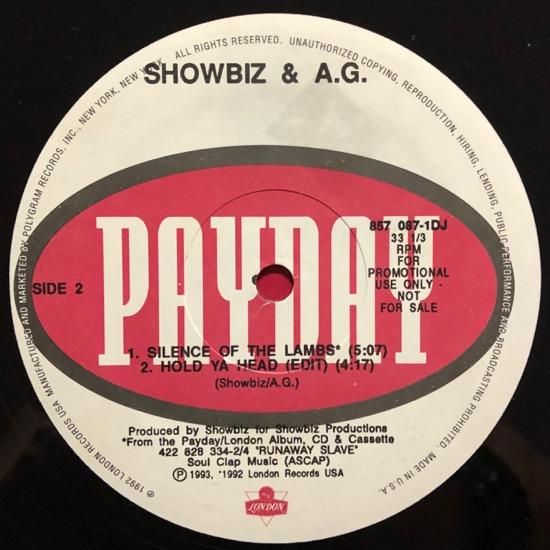 SHOWBIZ & A.G.
PAYDAY
857 087-1DJ
33 1/3
RPM
FOR
PROMOTIONAL
USE ONLY -
NOT
FOR SALE
SIDE 2
1. SILENCE OF THE LAMBS* (5:07)
2. HOLD YA HEAD (EDIT) (4:17)
(Showbiz/A.G.)
Produced by Showbiz for Showbiz Productions
*From the Payday/London Album, CD & Cassette
422 828 334-2/4 "RUNAWAY SLAVE"
Soul Clap Music (ASCAP)
Ⓟ 1993, *1992 London Records USA
LONDON
℗ 1992 LONDON RECORDS USA MANUFACTURED AND MARKETED BY POLYGRAM RECORDS, INC., NEW YORK, NEW YORK. ALL RIGHTS RESERVED. UNAUTHORIZED COPYING, REPRODUCTION, HIRING, LENDING, PUBLIC PERFORMANCE AND BROADCASTING PROHIBITED. MADE IN U.S.A.